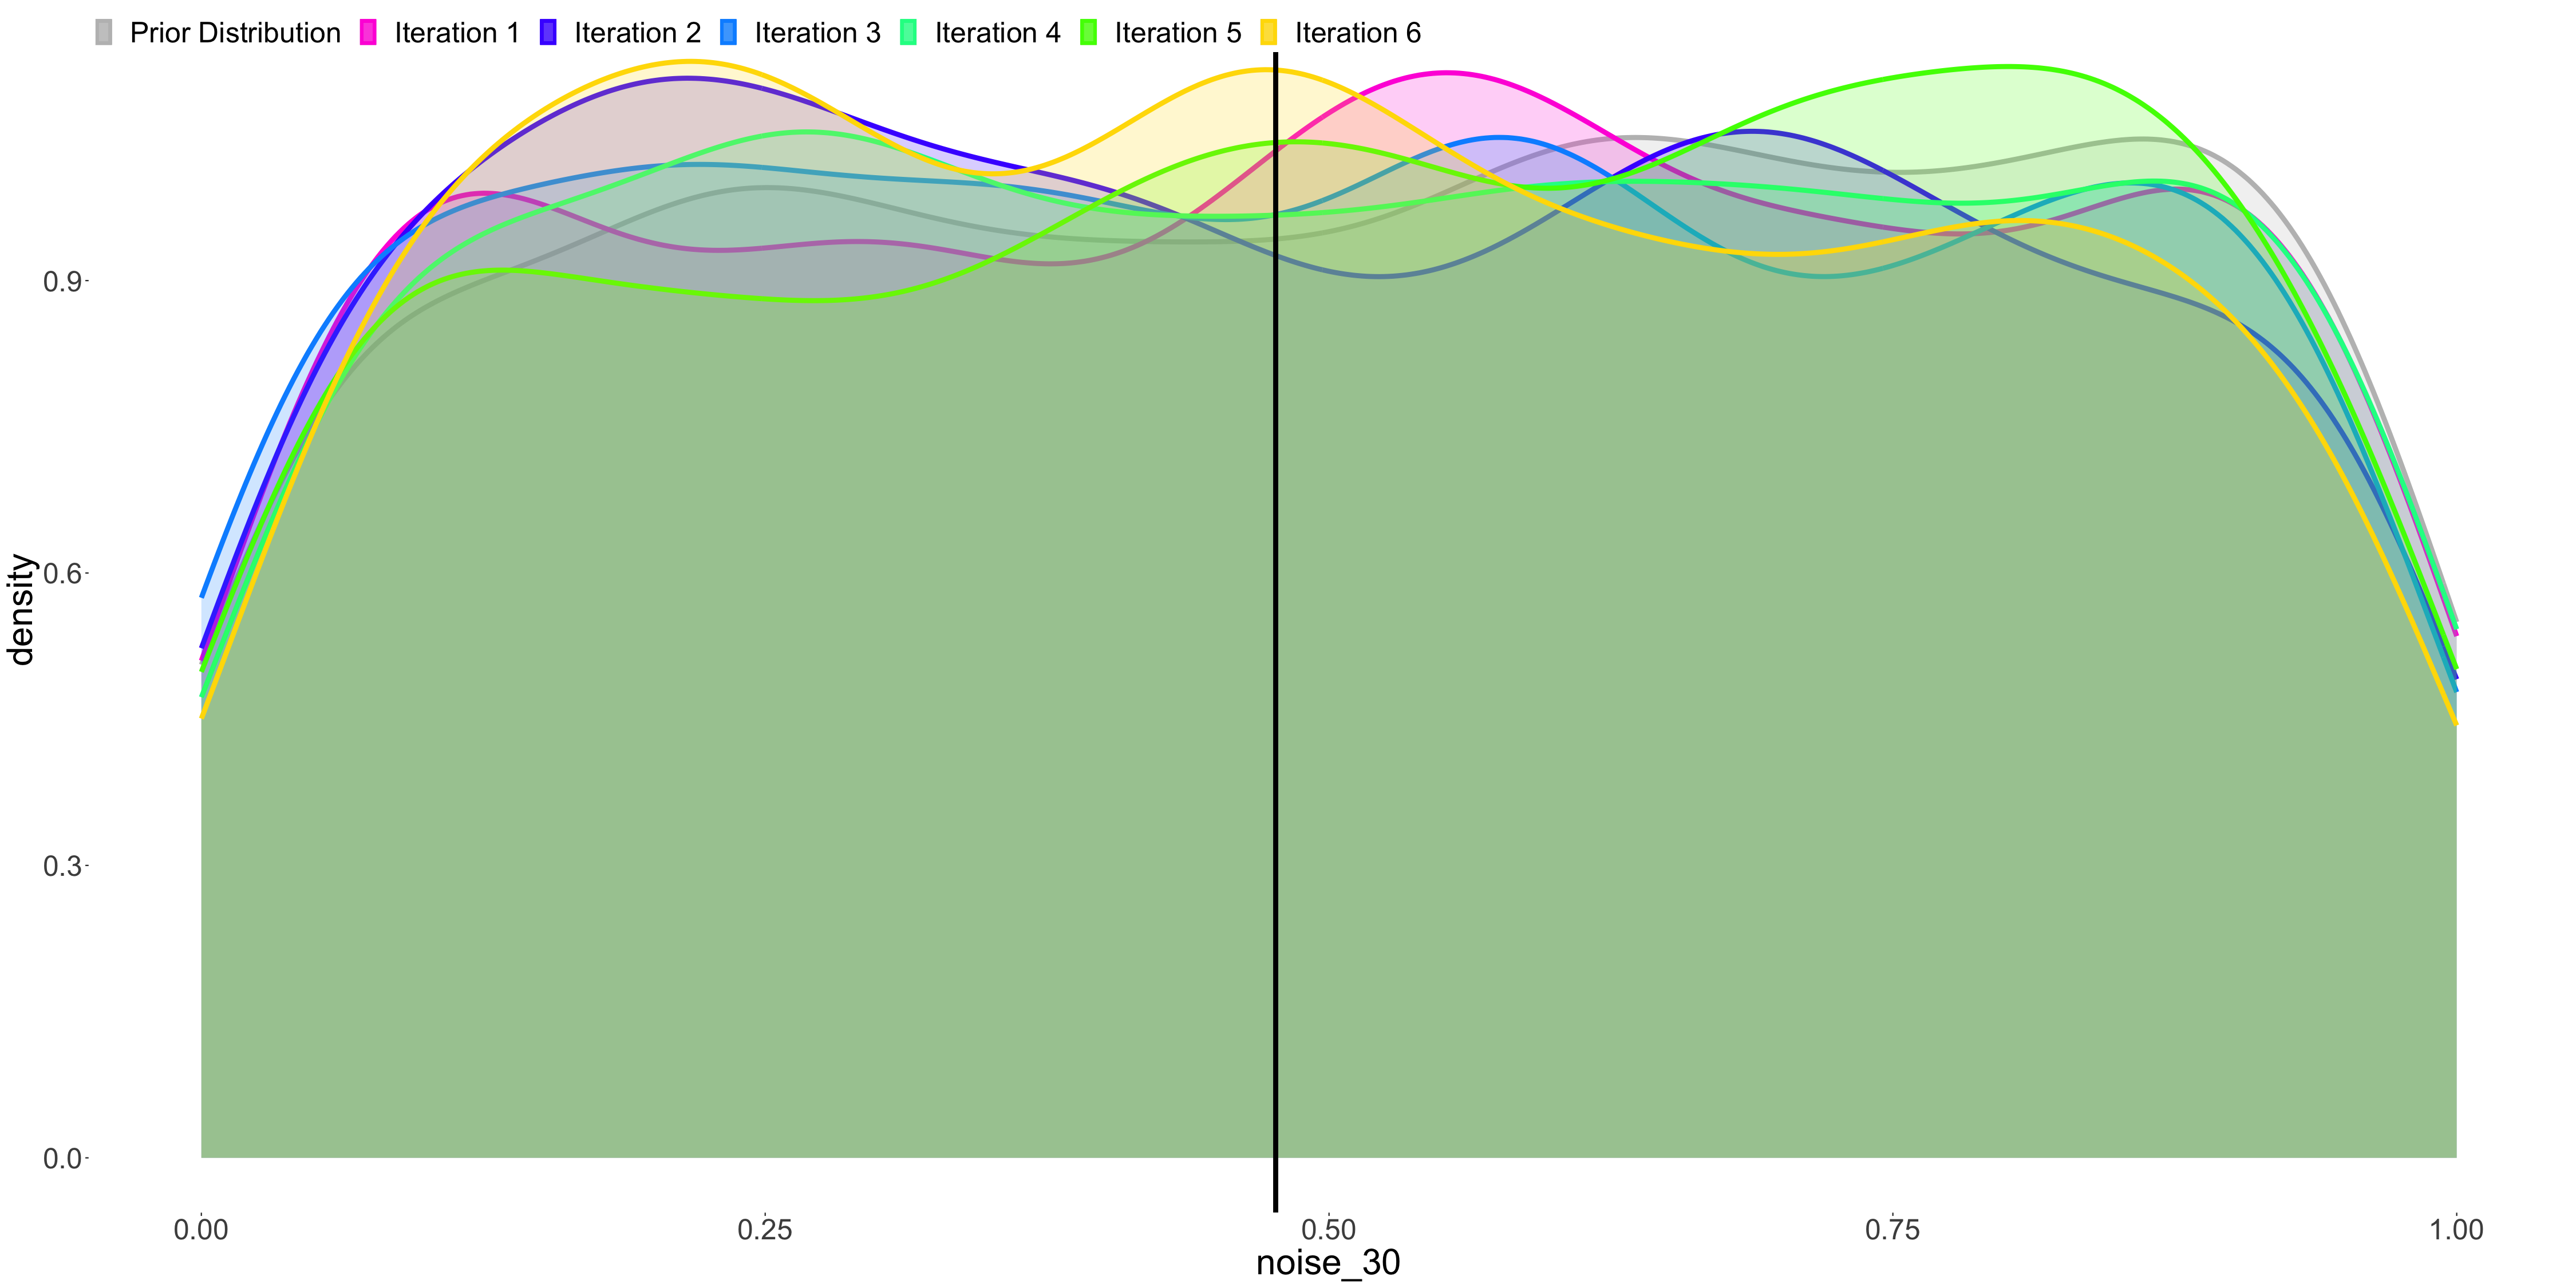 Prior Distribution Iteration 1 Iteration 2 Iteration 3 Iteration 4 Iteration 5 Iteration 6
density
0.9
0.6
0.3
0.0
0.00 0.25 0.50 0.75 1.00
noise_30